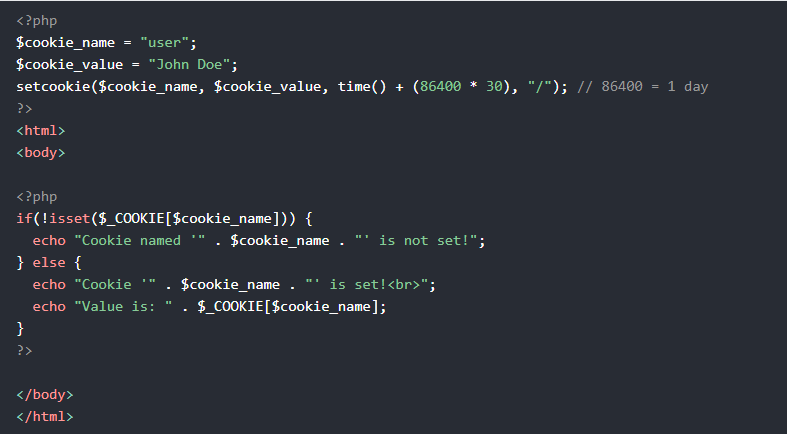 <?php
$cookie_name = "user";
$cookie_value = "John Doe";
setcookie($cookie_name, $cookie_value, time() + (86400 * 30), "/"); // 86400 = 1 day
?>
<html>
<body>

<?php
if(!isset($_COOKIE[$cookie_name])) {
  echo "Cookie named '" . $cookie_name . "' is not set!";
} else {
  echo "Cookie '" . $cookie_name . "' is set!<br>";
  echo "Value is: " . $_COOKIE[$cookie_name];
}
?>

</body>
</html>